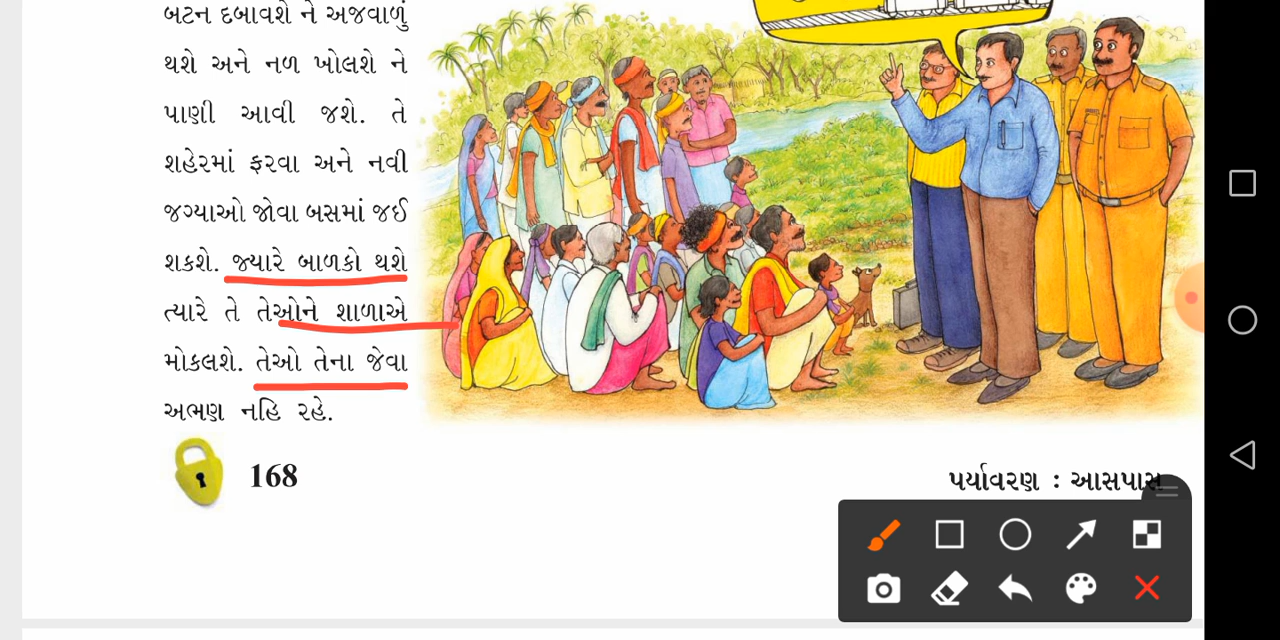 બટન દબાવશે ને અજવાળું
થશે અને નળ ખોલશે ને
પાણી આવી જશે. તે
શહેરમાં ફરવા અને નવી
જગ્યાઓ જોવા બસમાં જઈ
શકશે. જ્યારે બાળકો થશે
ત્યારે તે તેઓને શાળાએ
મોકલશે. તેઓ તેના જેવા
અભણ નહિ રહે.
168
પર્યાવરણ : આસપાસ